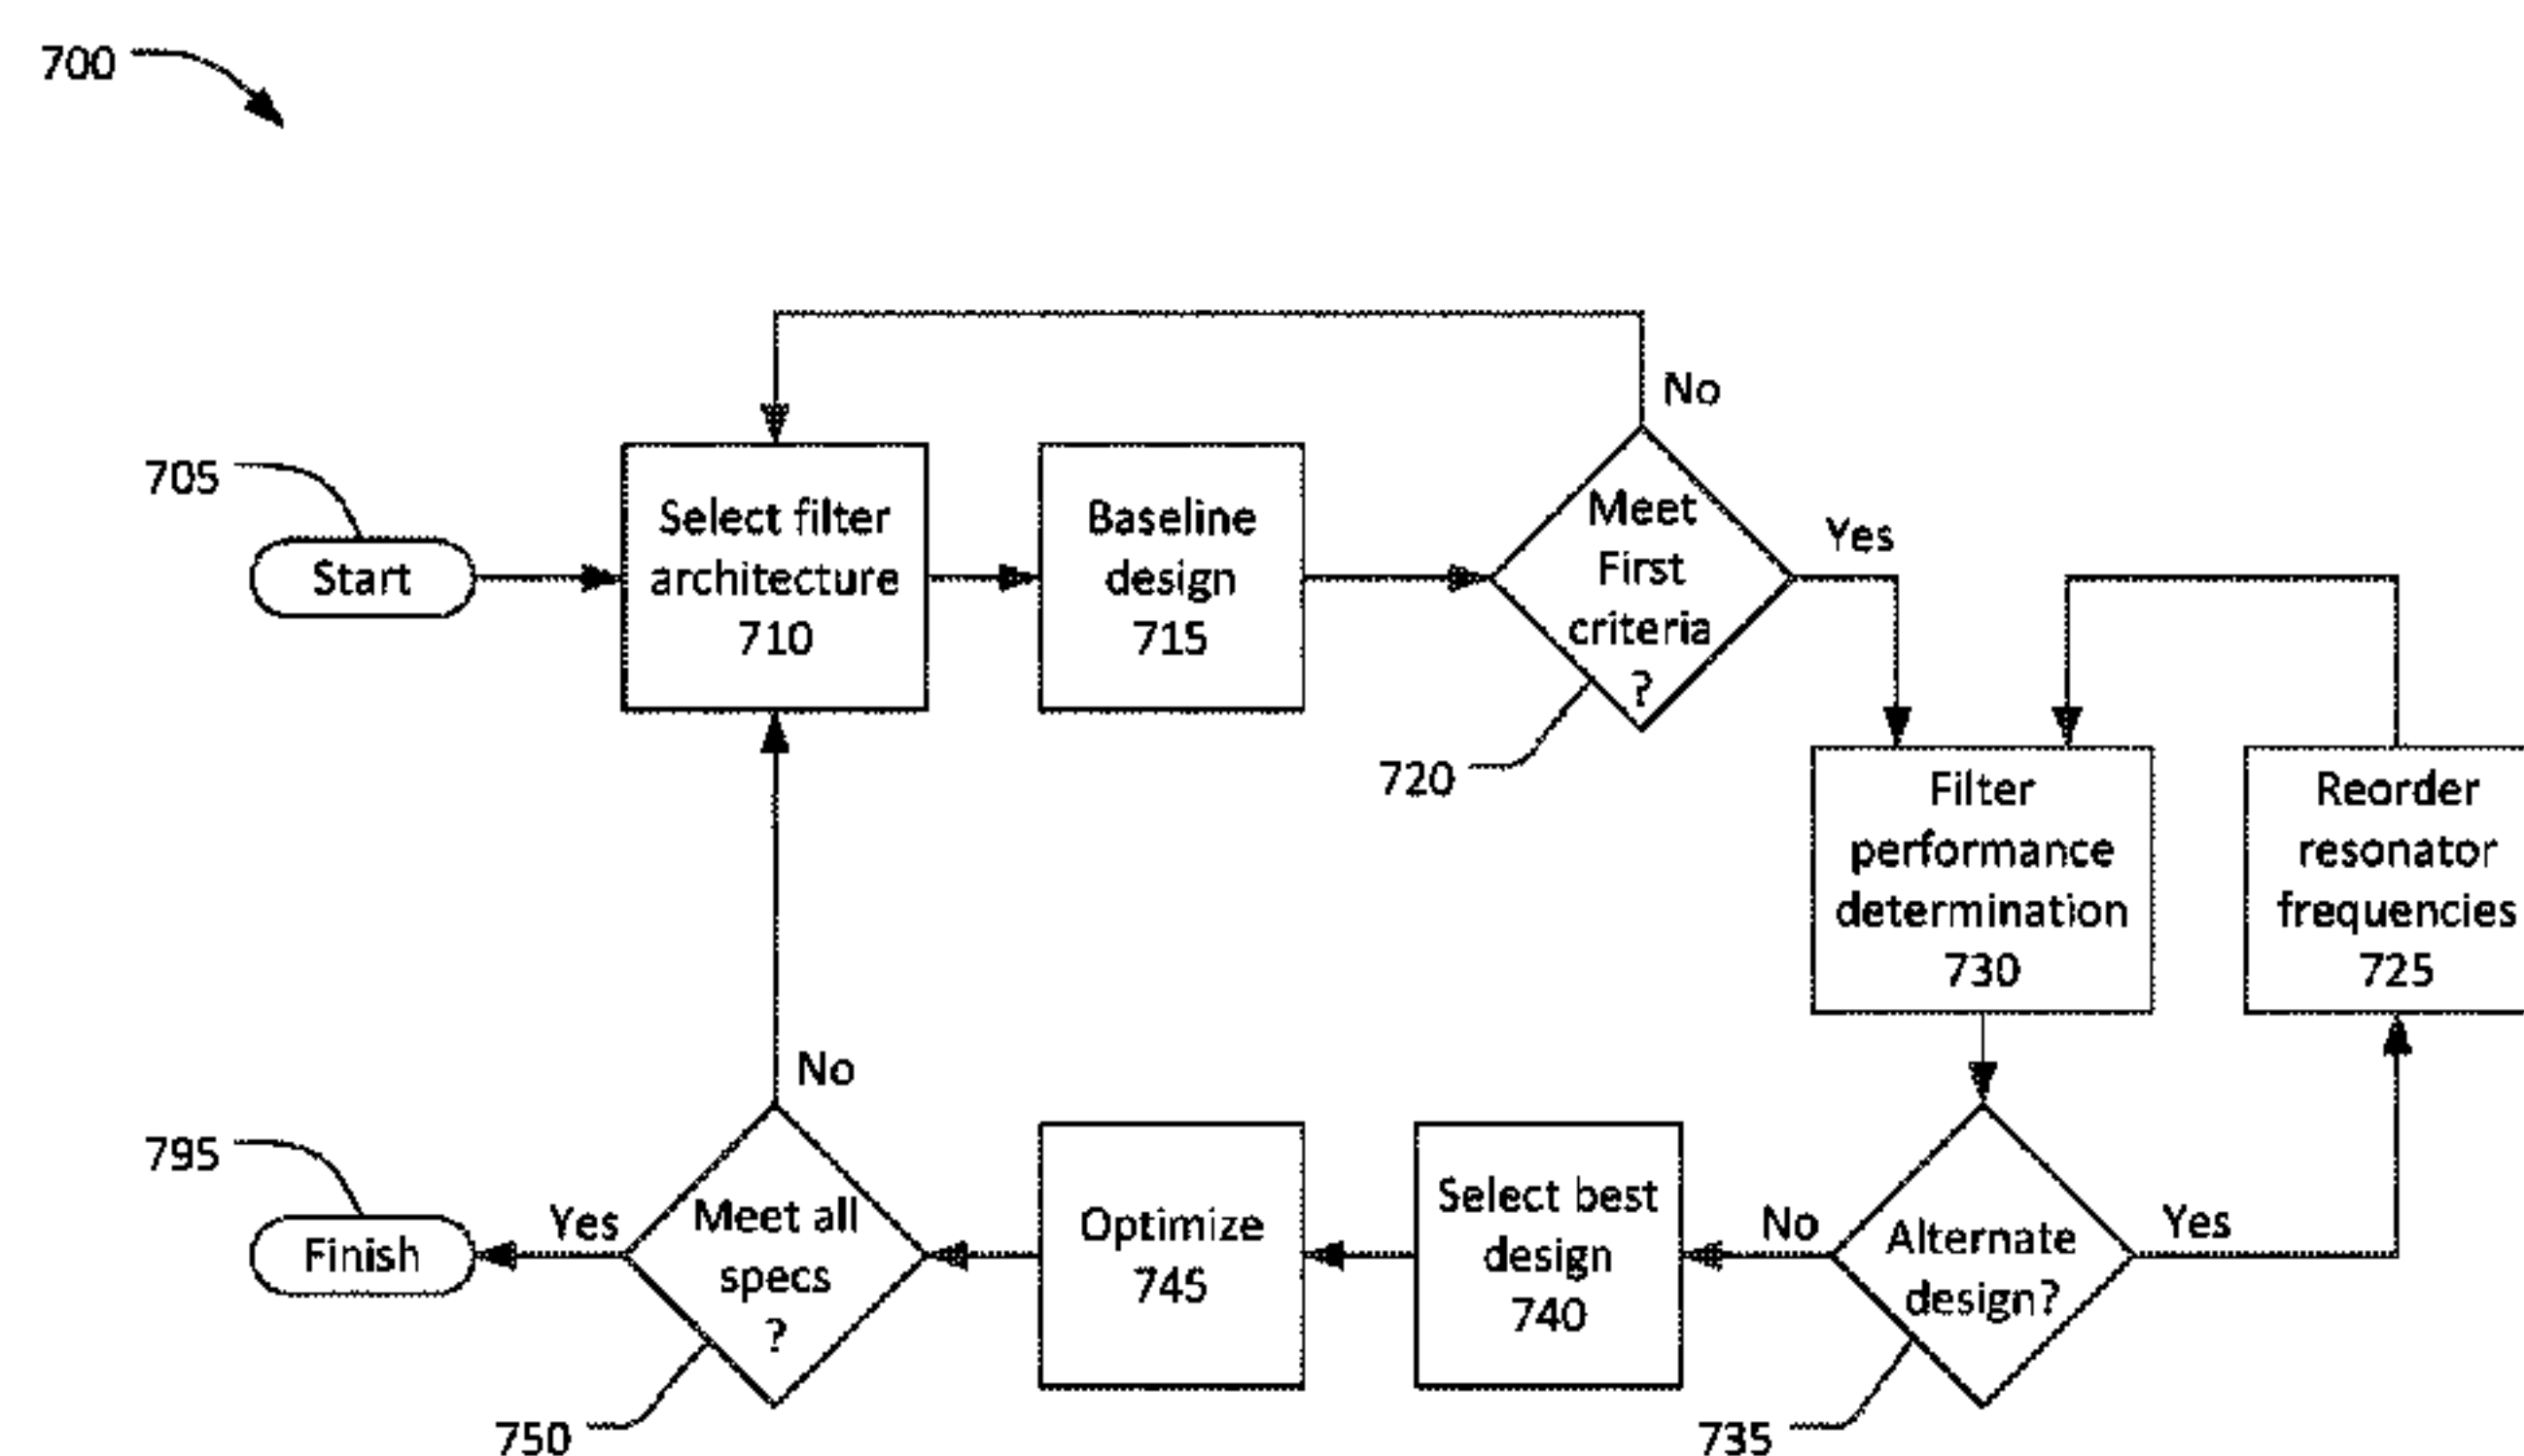 700
No
705
Start
Select filter
architecture
710
Baseline
design
715
Meet
First
criteria
?
Yes
720
Filter
performance
determination
730
Reorder
resonator
frequencies
725
No
795
Finish
Yes
Meet all
specs
?
750
Optimize
745
Select best
design
740
No
Alternate
design?
Yes
735